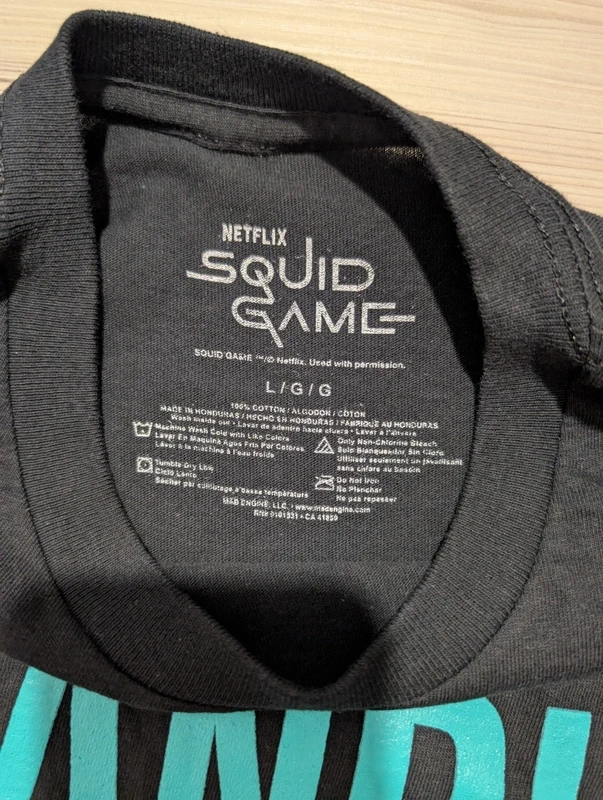 NETFLIX
SQUID
GAME
SQUID GAME ™/© Netflix. Used with permission.
L / G / G
100% COTTON / ALGODON / COTON
MADE IN HONDURAS / HECHO EN HONDURAS / FABRIQUE AU HONDURAS
Wash inside out • Lavar de adentro hacia afuera • Laver à l'envers
Machine Wash Cold with Like Colors
Lavar En Maquina Agua Fria Por Colores
Laver à la machine à l'eau froide
Only Non-Chlorine Bleach
Solo Blanqueador Sin Cloro
Utiliser seulement un javellisant
sans chlore au besoin
Tumble Dry Low
Ciclo Lento
Sécher par culbutage à basse température
Do Not Iron
No Planchar
Ne pas repasser
MAD ENGINE, LLC. • www.madengine.com
CA 41850